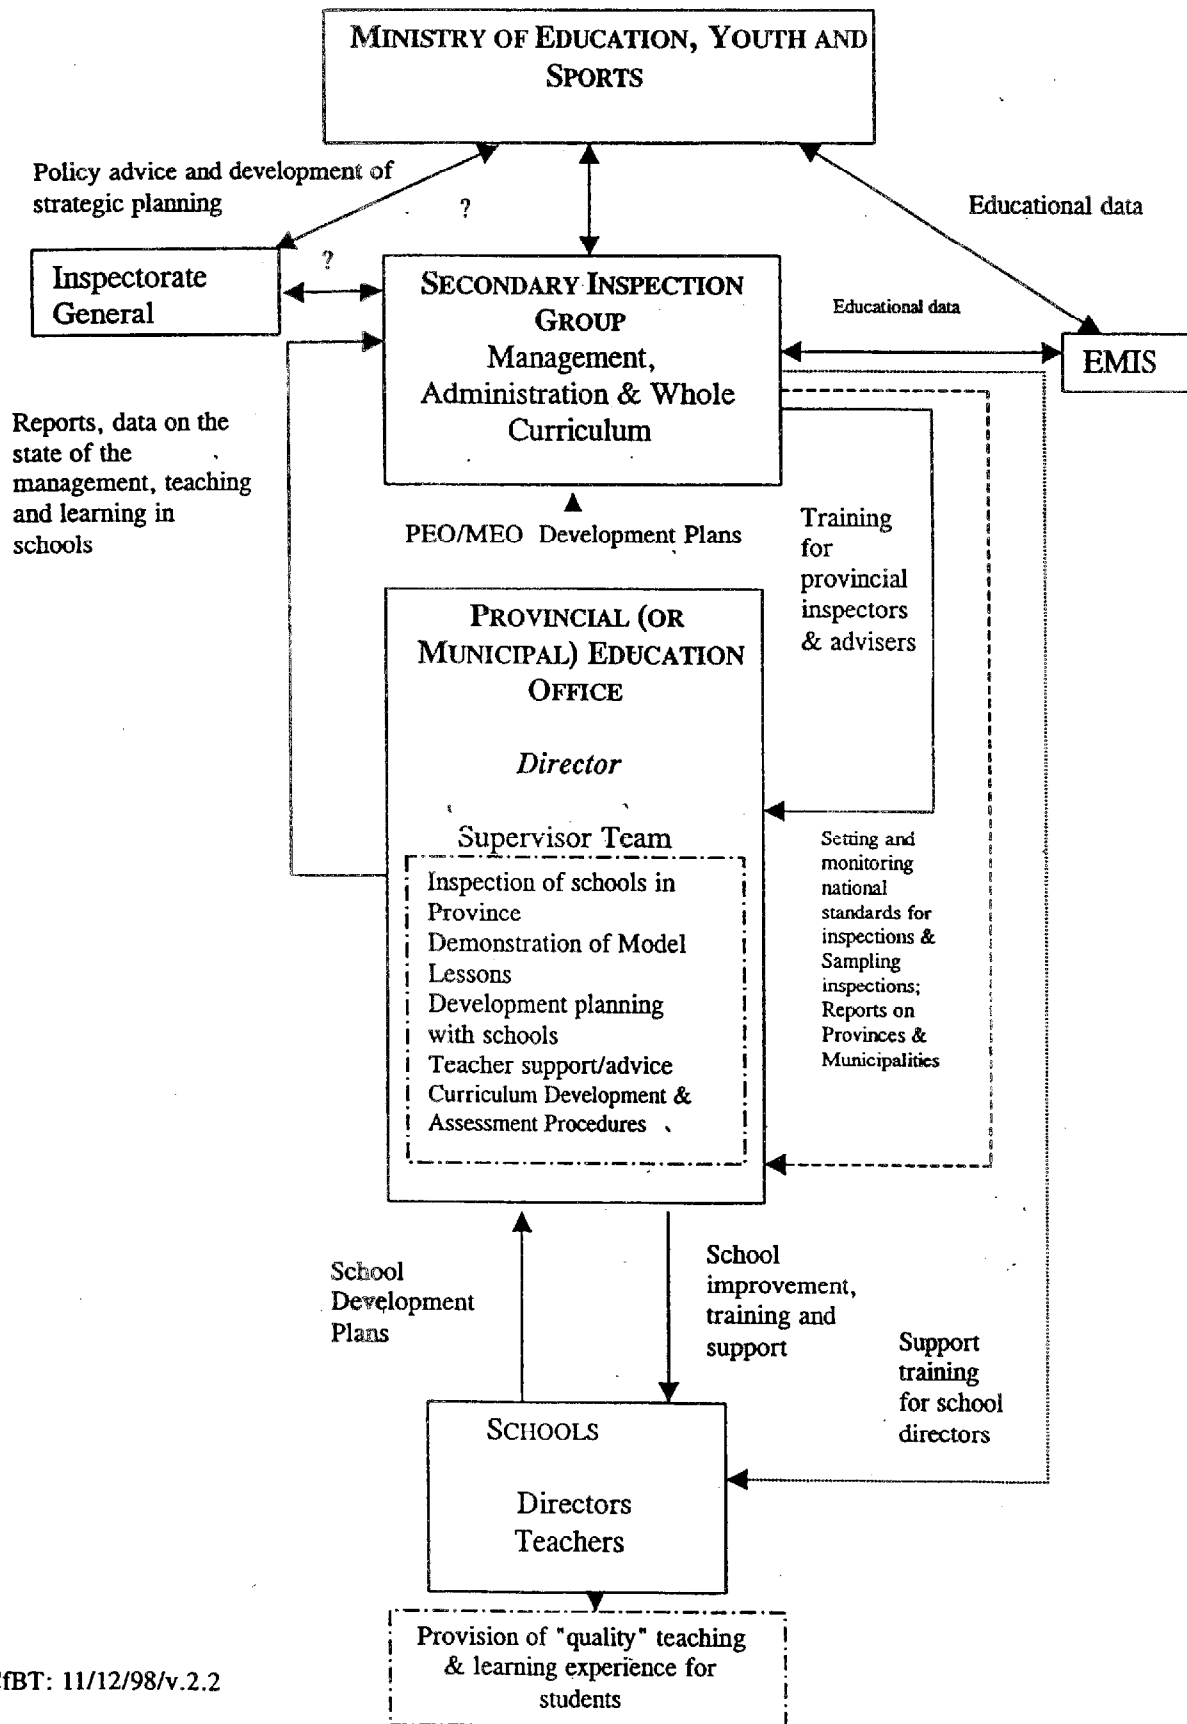 MINISTRY OF EDUCATION, YOUTH AND
SPORTS
Policy advice and development of
strategic planning
?
Educational data
Inspectorate
General
?
SECONDARY INSPECTION
GROUP
Management,
Administration & Whole
Curriculum
Educational data
EMIS
Reports, data on the
state of the
management, teaching
and learning in
schools
PEO/MEO Development Plans
Training
for
provincial
inspectors
& advisers
PROVINCIAL (OR
MUNICIPAL) EDUCATION
OFFICE
Director
Supervisor Team
Inspection of schools in
Province
Demonstration of Model
Lessons
Development planning
with schools
Teacher support/advice
Curriculum Development &
Assessment Procedures
Setting and
monitoring
national
standards for
inspections &
Sampling
inspections;
Reports on
Provinces &
Municipalities
School
Development
Plans
School
improvement,
training and
support
Support
training
for school
directors
SCHOOLS
Directors
Teachers
Provision of "quality" teaching
& learning experience for
students
fBT: 11/12/98/v.2.2